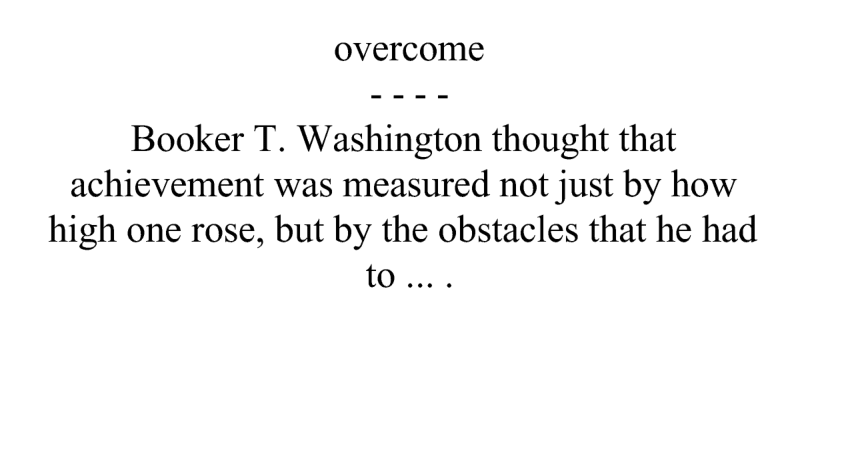 overcome
- - - -
Booker T. Washington thought that
achievement was measured not just by how
high one rose, but by the obstacles that he had
to ... .